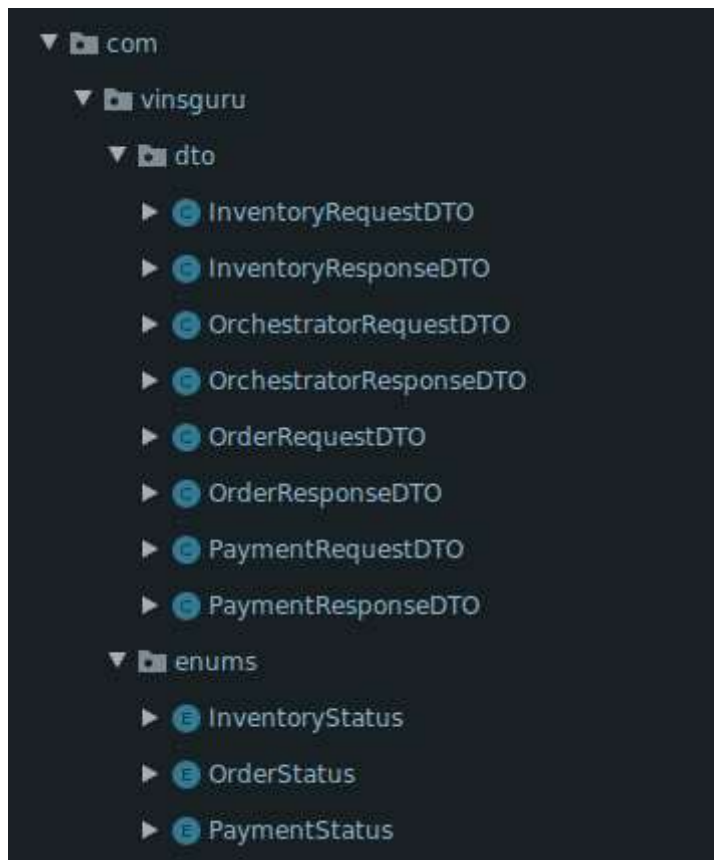 com
vinsguru
dto
InventoryRequestDTO
InventoryResponseDTO
OrchestratorRequestDTO
OrchestratorResponseDTO
OrderRequestDTO
OrderResponseDTO
PaymentRequestDTO
PaymentResponseDTO
enums
InventoryStatus
OrderStatus
PaymentStatus